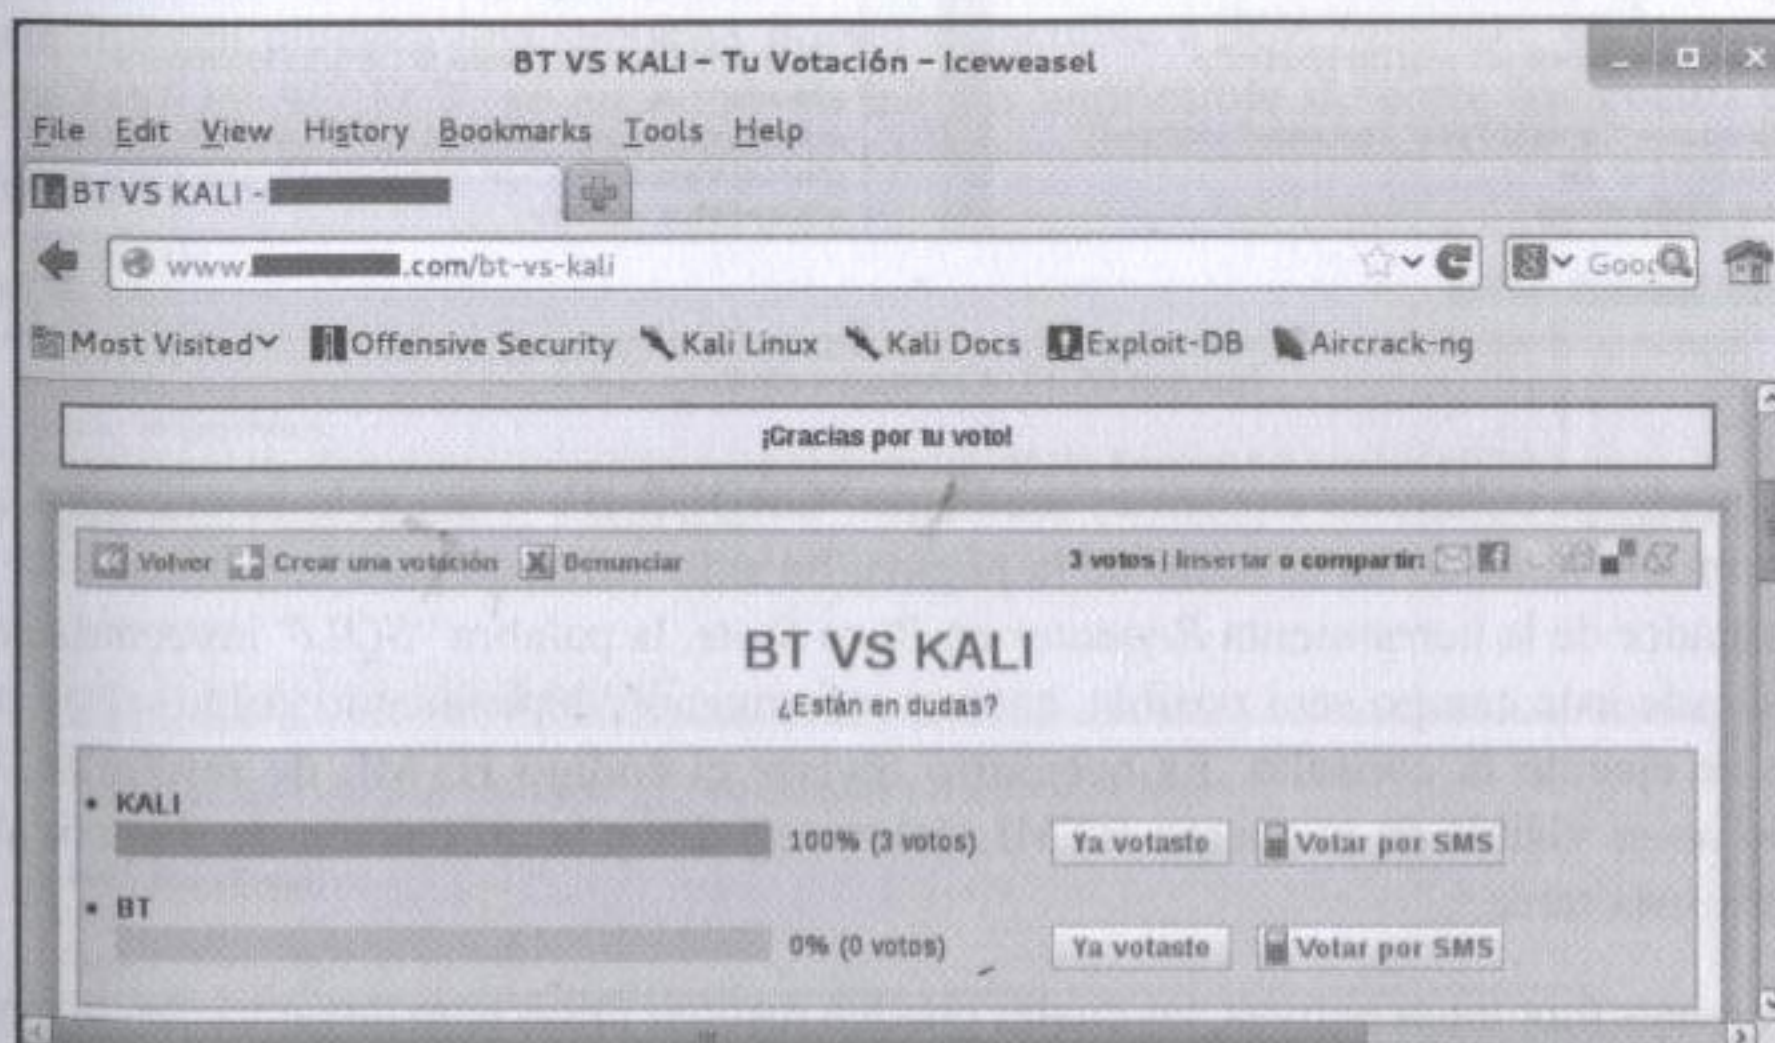 BT VS KALI – Tu Votación – Iceweasel
File Edit View History Bookmarks Tools Help
BT VS KALI -
www. .com/bt-vs-kali
Most Visited Offensive Security Kali Linux Kali Docs Exploit-DB Aircrack-ng
¡Gracias por tu voto!
Volver Crear una votación Denunciar 3 votos | Insertar o compartir:
BT VS KALI
¿Están en dudas?
• KALI
100% (3 votos) Ya votaste Votar por SMS
• BT
0% (0 votos) Ya votaste Votar por SMS